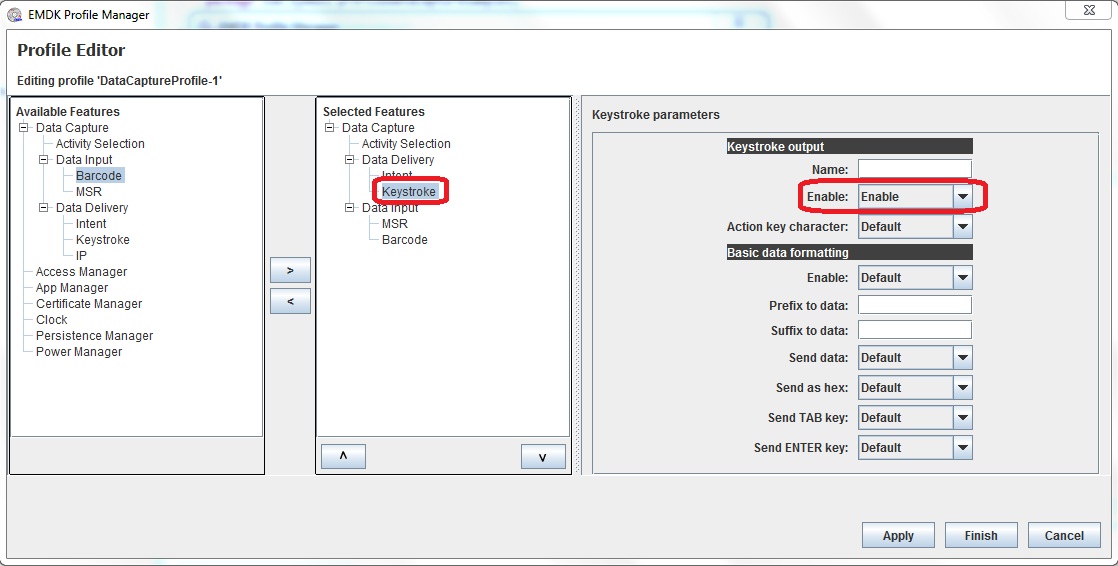 EMDK Profile Manager
Profile Editor
Editing profile 'DataCaptureProfile-1'
Available Features
Data Capture
Activity Selection
Data Input
Barcode
MSR
Data Delivery
Intent
Keystroke
IP
Access Manager
App Manager
Certificate Manager
Clock
Persistence Manager
Power Manager
>
<
Selected Features
Data Capture
Activity Selection
Data Delivery
Intent
Keystroke
Data Input
MSR
Barcode
Keystroke parameters
Keystroke output
Name:
Enable: Enable
Action key character: Default
Basic data formatting
Enable: Default
Prefix to data:
Suffix to data:
Send data: Default
Send as hex: Default
Send TAB key: Default
Send ENTER key: Default
Apply Finish Cancel